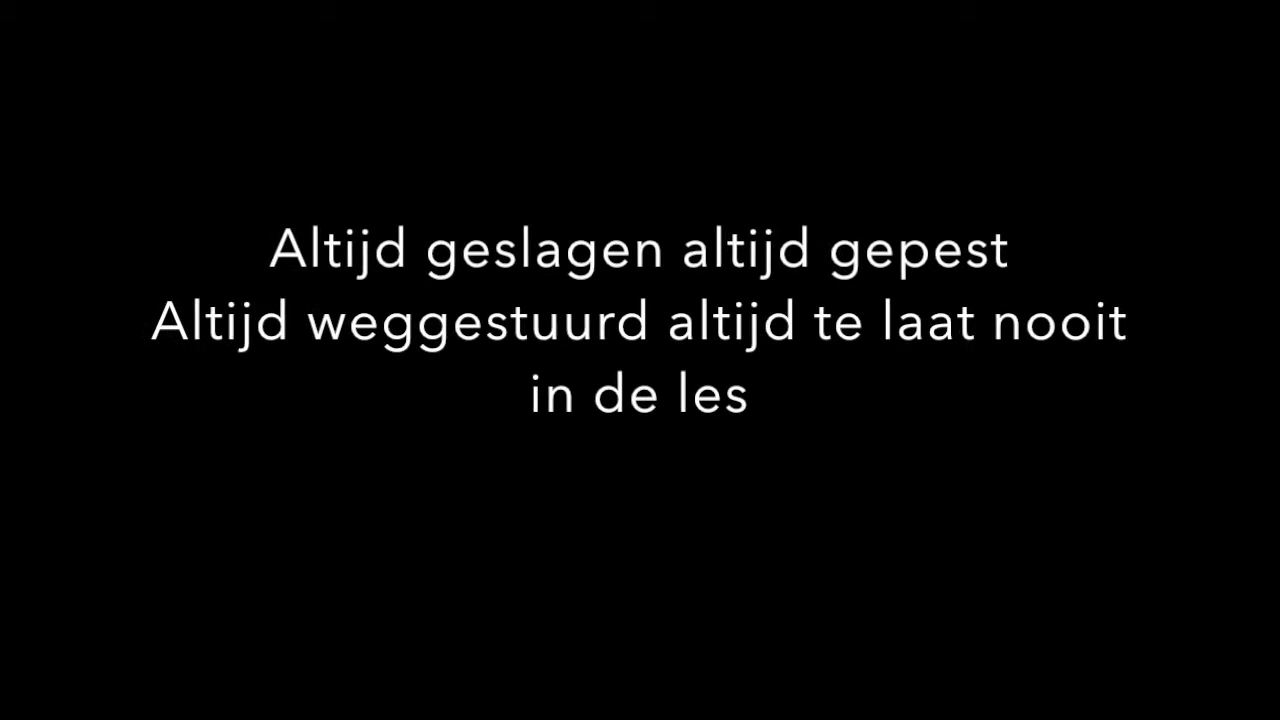 Altijd geslagen altijd gepest
Altijd weggestuurd altijd te laat nooit
in de les